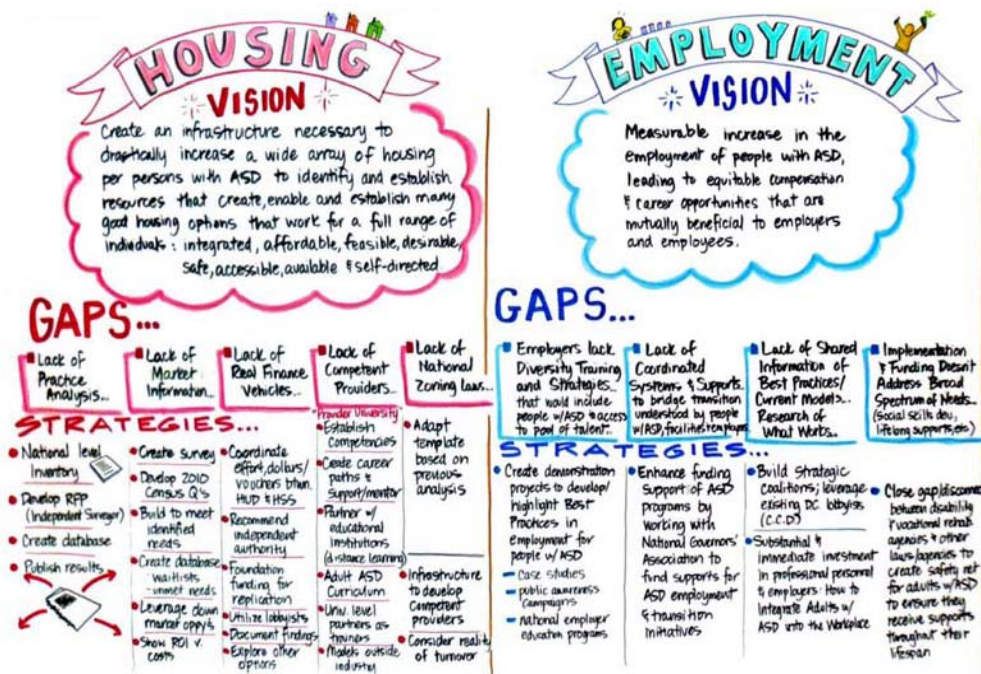 HOUSING
VISION
Create an infrastructure necessary to
drastically increase a wide array of housing
per persons with ASD to identify and establish
resources that create, enable and establish many
good housing options that work for a full range of
individuals: integrated, affordable, feasible, desirable,
safe, accessible, available & self-directed
GAPS...
Lack of
Practice
Analysis...
Lack of
Market
Information...
Lack of
Real Finance
Vehicles...
Lack of
Competent
Providers...
Lack of
National
Zoning Laws...
STRATEGIES...
National level
Inventory
Develop RFP
(Independent Surveyor)
Create database
Publish results
Create survey
Develop 2010
Census Q's
Build to meet
identified
needs
Create database
- waitlists
- unmet needs
Leverage down
market oppy's
Show ROI v.
costs
Coordinate
effort, dollars/
vouchers btwn.
HUD & HSS
Recommend
independent
authority
Foundation
funding for
replication
Utilize lobbyists
Document findings
Explore other
options
"Provider University"
Establish
Competencies
Create career
paths &
support/mentor
Partner w/
educational
institutions
(distance learning)
Adult ASD
Curriculum
Univ. level
partners as
trainers
Models outside
industry
Adapt
template
based on
previous
analysis
Infrastructure
to develop
Competent
providers
Consider reality
of turnover
EMPLOYMENT
VISION
Measurable increase in the
employment of people with ASD,
leading to equitable compensation
& career opportunities that are
mutually beneficial to employers
and employees.
GAPS...
Employers lack
Diversity Training
and Strategies...
that would include
people w/ASD & access
to pool of talent...
Lack of
Coordinated
Systems & Supports
to bridge transition
understood by people
w/ASD, facilities & employers
Lack of Shared
Information of
Best Practices/
Current Models...
Research of
What Works...
Implementation
& Funding Doesn't
Address Broad
Spectrum of Needs...
(Social skills dev,
lifelong supports, etc)
STRATEGIES...
Create demonstration
projects to develop/
highlight Best
Practices in
employment for
people w/ ASD
- case studies
- public awareness
Campaigns
- national employer
education programs
Enhance funding
support of ASD
programs by
working with
National Governors'
Association to
find supports for
ASD employment
& transition
Initiatives
Build strategic
Coalitions; leverage
existing DC lobbyists
(C.C.D)
Substantial &
immediate investment
in professional personnel
& employers: How to
Integrate Adults w/
ASD into the Workplace
Close gap/disconnect
between disability
& vocational rehab
agencies & other
laws/agencies to
create safety net
for adults w/ASD
to ensure they
receive supports
throughout their
lifespan